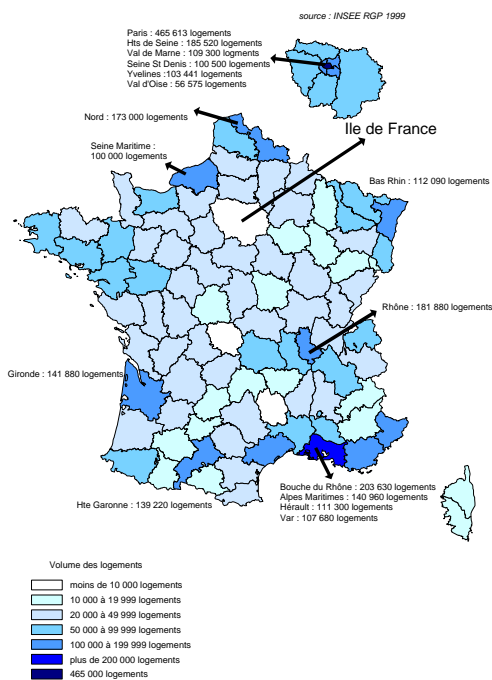 source : INSEE RGP 1999
Paris : 465 613 logements
Hts de Seine : 185 520 logements
Val de Marne : 109 300 logements
Seine St Denis : 100 500 logements
Yvelines :103 441 logements
Val d'Oise : 56 575 logements
Nord : 173 000 logements
Ile de France
Seine Maritime :
100 000 logements
Bas Rhin : 112 090 logements
Rhône : 181 880 logements
Gironde : 141 880 logements
Bouche du Rhône : 203 630 logements
Alpes Maritimes : 140 960 logements
Hérault : 111 300 logements
Var : 107 680 logements
Hte Garonne : 139 220 logements
Volume des logements
moins de 10 000 logements
10 000 à 19 999 logements
20 000 à 49 999 logements
50 000 à 99 999 logements
100 000 à 199 999 logements
plus de 200 000 logements
465 000 logements